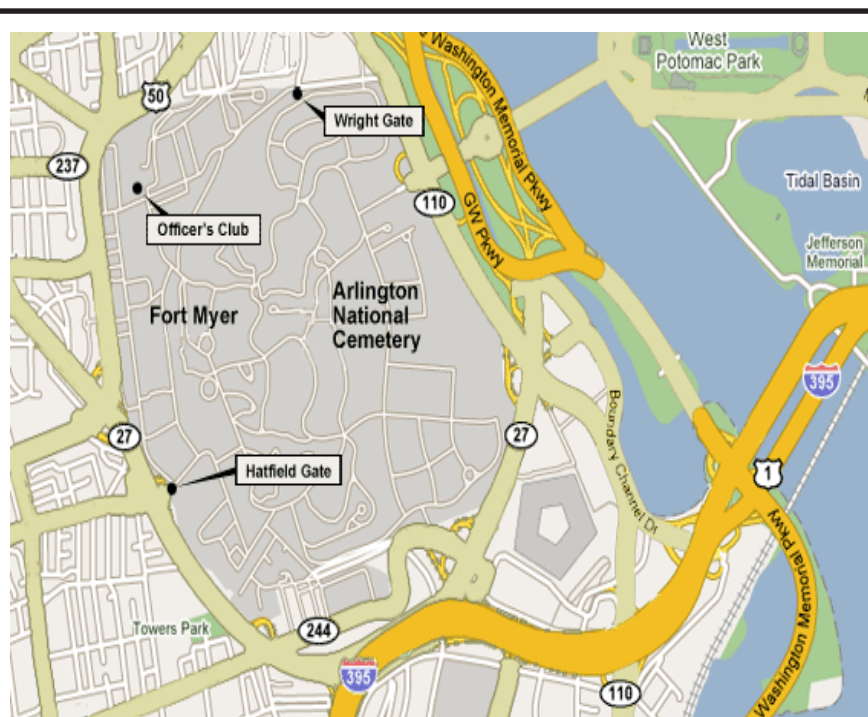 West
Potomac Park
Washington Memorial Pkwy
50
Wright Gate
237
Tidal Basin
110
GW Pkwy
Officer's Club
Jefferson
Memorial
Arlington
National
Cemetery
Fort Myer
395
Boundary Channel Dr
27
27
1
Hatfield Gate
Washington Memorial Pkwy
Towers Park
244
395
110